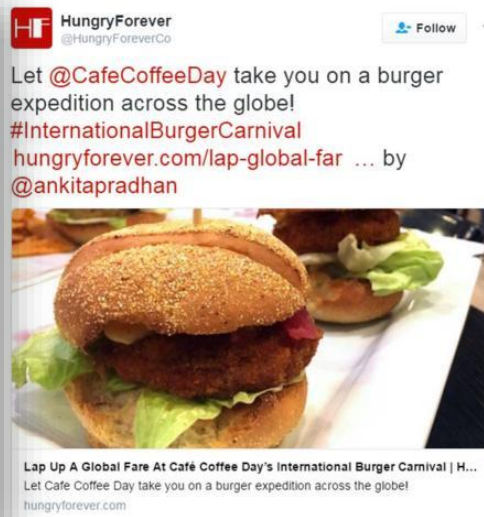 HF HungryForever
@HungryForeverCo
Follow
Let @CafeCoffeeDay take you on a burger
expedition across the globe!
#InternationalBurgerCarnival
hungryforever.com/lap-global-far ... by
@ankitapradhan
Lap Up A Global Fare At Café Coffee Day's International Burger Carnival | H...
Let Cafe Coffee Day take you on a burger expedition across the globe!
hungryforever.com